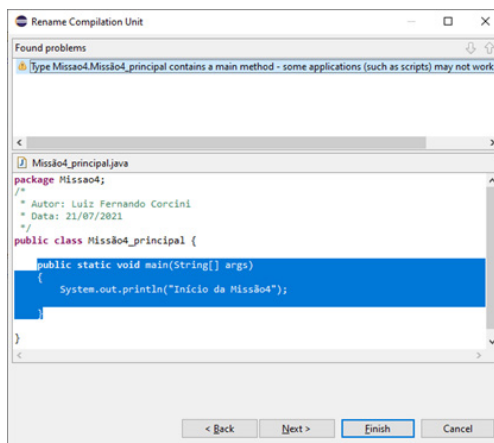 Rename Compilation Unit
Found problems
Type Missao4.Missão4_principal contains a main method - some applications (such as scripts) may not work
Missão4_principal.java
package Missao4;
/*
* Autor: Luiz Fernando Corcini
* Data: 21/07/2021
*/
public class Missão4_principal {
public static void main(String[] args)
{
System.out.println("Início da Missão4");
}
}
< Back Next > Finish Cancel